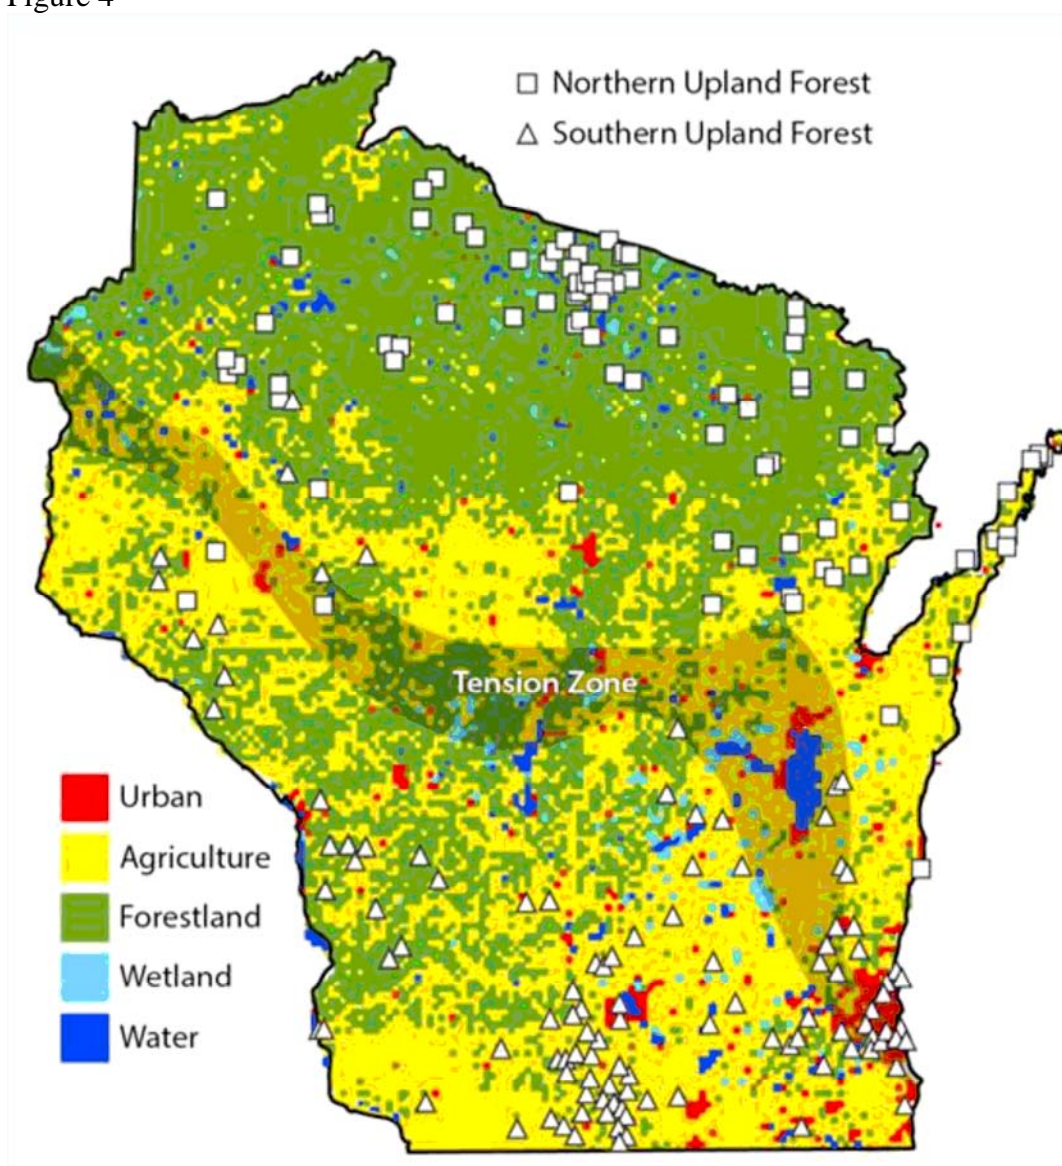 Figure 4
Northern Upland Forest
Southern Upland Forest
Tension Zone
Urban
Agriculture
Forestland
Wetland
Water